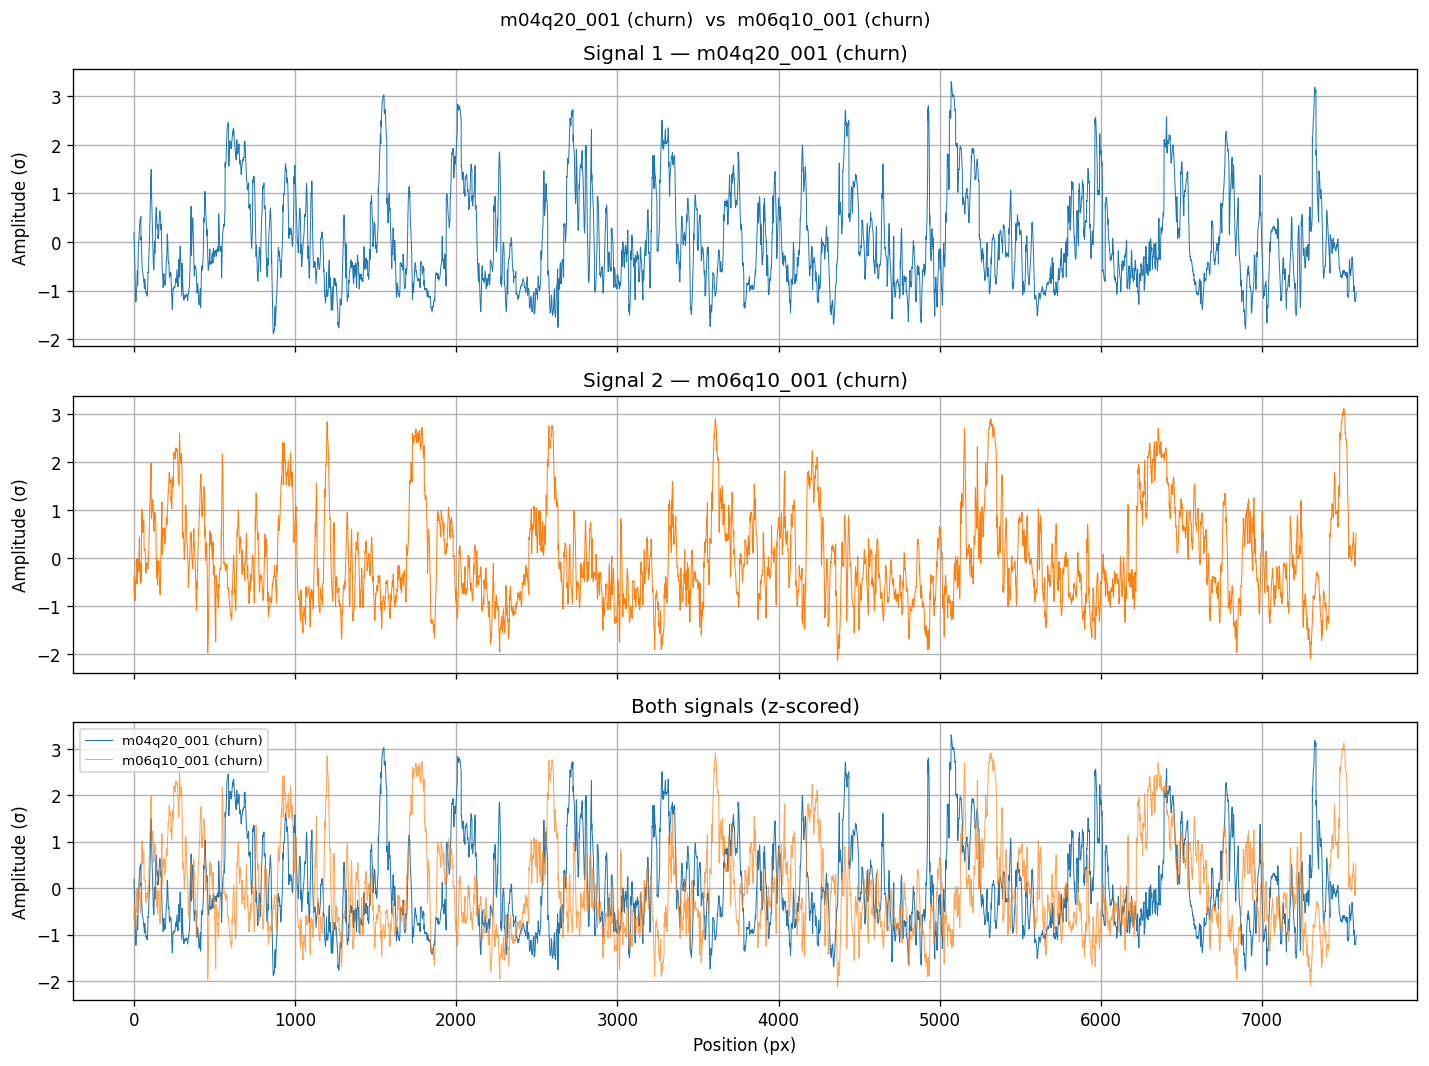 m04q20_001 (churn)  vs  m06q10_001 (churn)
Signal 1 — m04q20_001 (churn)
Amplitude (σ)
3
2
1
0
−1
−2
Signal 2 — m06q10_001 (churn)
Amplitude (σ)
3
2
1
0
−1
−2
Both signals (z-scored)
m04q20_001 (churn)
m06q10_001 (churn)
Amplitude (σ)
3
2
1
0
−1
−2
0 1000 2000 3000 4000 5000 6000 7000
Position (px)